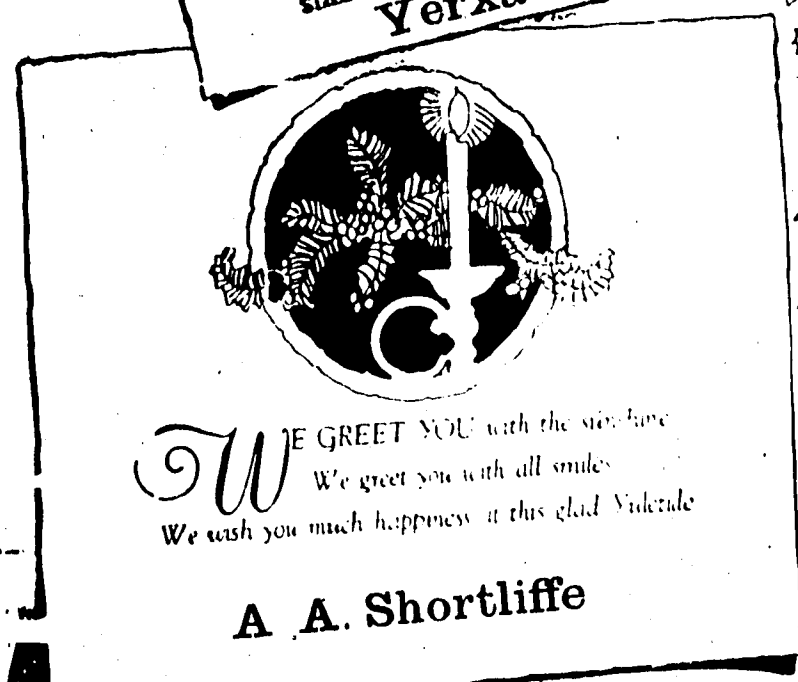 Yerxa
WE GREET YOU with the sunshine
We greet you with all smiles
We wish you much happiness at this glad Yuletide
A. A. Shortliffe